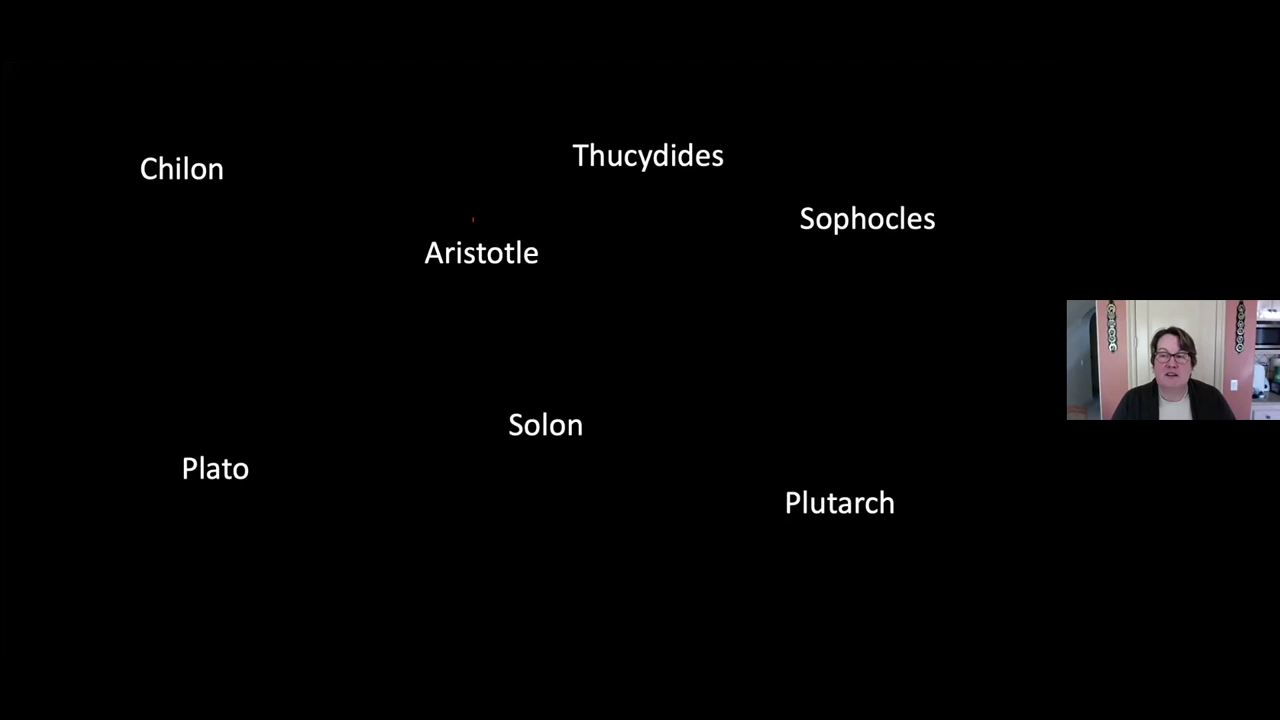 Chilon
Thucydides
Sophocles
Aristotle
Solon
Plato
Plutarch